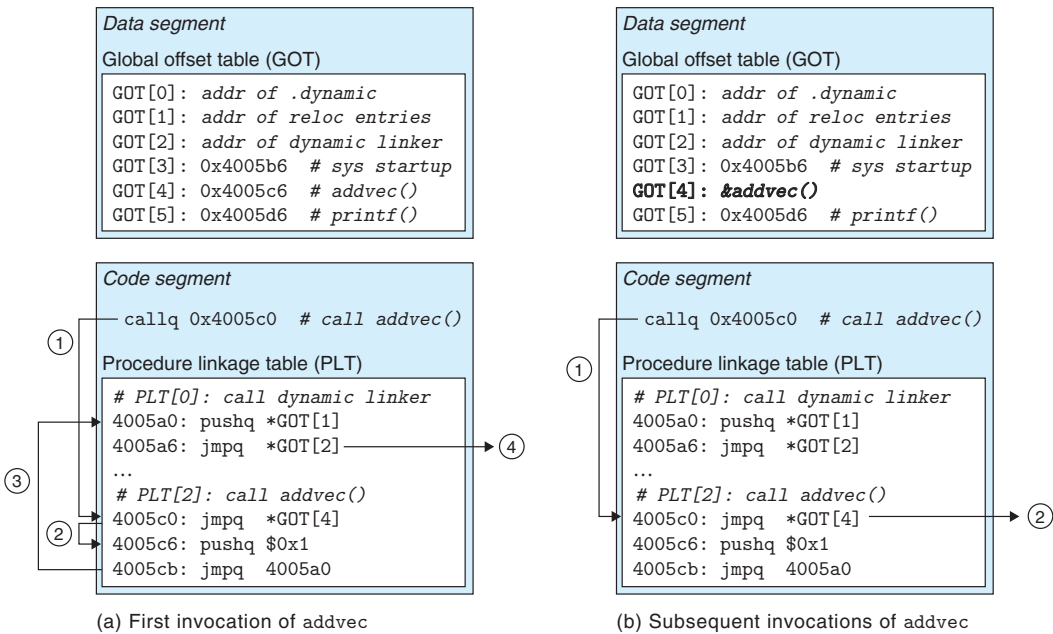 Data segment
Global offset table (GOT)
GOT[0]: addr of .dynamic
GOT[1]: addr of reloc entries
GOT[2]: addr of dynamic linker
GOT[3]: 0x4005b6 # sys startup
GOT[4]: 0x4005c6 # addvec()
GOT[5]: 0x4005d6 # printf()
Code segment
callq 0x4005c0 # call addvec()
1
Procedure linkage table (PLT)
# PLT[0]: call dynamic linker
4005a0: pushq *GOT[1]
4005a6: jmpq *GOT[2]
4
...
3
# PLT[2]: call addvec()
4005c0: jmpq *GOT[4]
2
4005c6: pushq $0x1
4005cb: jmpq 4005a0
(a) First invocation of addvec
Data segment
Global offset table (GOT)
GOT[0]: addr of .dynamic
GOT[1]: addr of reloc entries
GOT[2]: addr of dynamic linker
GOT[3]: 0x4005b6 # sys startup
GOT[4]: &addvec()
GOT[5]: 0x4005d6 # printf()
Code segment
callq 0x4005c0 # call addvec()
1
Procedure linkage table (PLT)
# PLT[0]: call dynamic linker
4005a0: pushq *GOT[1]
4005a6: jmpq *GOT[2]
...
# PLT[2]: call addvec()
4005c0: jmpq *GOT[4]
2
4005c6: pushq $0x1
4005cb: jmpq 4005a0
(b) Subsequent invocations of addvec